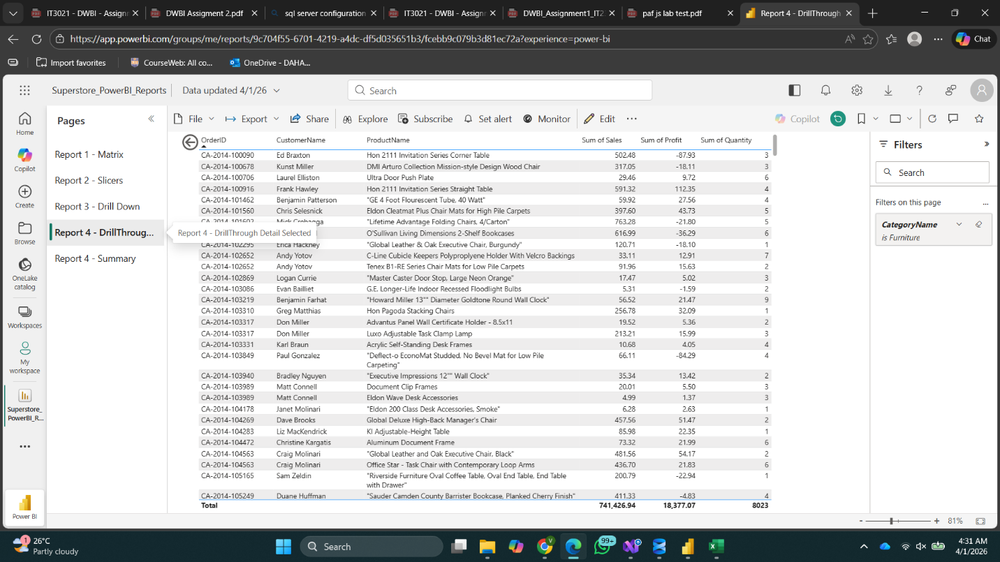 IT3021 - DWBI - Assignm
DWBI Assigment 2.pdf
sql server configuration
IT3021 - DWBI - Assignm
DWBI_Assignment1_IT2
paf js lab test.pdf
Report 4 - DrillThrough
https://app.powerbi.com/groups/me/reports/9c704f55-6701-4219-a4dc-df5d035651b3/fcebb9c079b3d81ec72a?experience=power-bi
Chat
Import favorites
CourseWeb: All co...
OneDrive - DAHA...
Superstore_PowerBI_Reports
Data updated 4/1/26
Search
Home
Copilot
Create
Browse
OneLake
catalog
Workspaces
My
workspace
Superstore_
PowerBI_R...
Power BI
Pages
Report 1 - Matrix
Report 2 - Slicers
Report 3 - Drill Down
Report 4 - DrillThroug...
Report 4 - Summary
File Export Share Explore Subscribe Set alert Monitor Edit
Copilot
OrderID CustomerName ProductName Sum of Sales Sum of Profit Sum of Quantity
CA-2014-100090 Ed Braxton Hon 2111 Invitation Series Corner Table 502.48 -87.93 3
CA-2014-100678 Kunst Miller DMI Arturo Collection Mission-style Design Wood Chair 317.05 -18.11 3
CA-2014-100706 Laurel Elliston Ultra Door Push Plate 29.46 9.72 6
CA-2014-100916 Frank Hawley Hon 2111 Invitation Series Straight Table 591.32 112.35 4
CA-2014-101462 Benjamin Patterson "GE 4 Foot Flourescent Tube, 40 Watt" 59.92 27.56 4
CA-2014-101560 Chris Selesnick Eldon Cleatmat Plus Chair Mats for High Pile Carpets 397.60 43.73 5
"Lifetime Advantage Folding Chairs, 4/Carton" 763.28 -21.80 5
Report 4 - DrillThrough Detail Selected
O'Sullivan Living Dimensions 2-Shelf Bookcases 616.99 -36.29 6
CA-2014-102295 Erica Hackney "Global Leather & Oak Executive Chair, Burgundy" 120.71 -18.10 1
CA-2014-102652 Andy Yotov C-Line Cubicle Keepers Polyproplyene Holder With Velcro Backings 33.11 12.91 7
CA-2014-102652 Andy Yotov Tenex B1-RE Series Chair Mats for Low Pile Carpets 91.96 15.63 2
CA-2014-102869 Logan Currie "Master Caster Door Stop, Large Neon Orange" 17.47 5.02 3
CA-2014-103086 Evan Bailliet G.E. Longer-Life Indoor Recessed Floodlight Bulbs 5.31 -1.59 2
CA-2014-103219 Benjamin Farhat "Howard Miller 13"" Diameter Goldtone Round Wall Clock" 56.52 21.47 9
CA-2014-103310 Greg Matthias Hon Pagoda Stacking Chairs 256.78 32.09 1
CA-2014-103317 Don Miller Advantus Panel Wall Certificate Holder - 8.5x11 19.52 5.36 2
CA-2014-103317 Don Miller Luxo Adjustable Task Clamp Lamp 213.21 15.99 3
CA-2014-103331 Karl Braun Acrylic Self-Standing Desk Frames 10.68 4.05 4
CA-2014-103849 Paul Gonzalez "Deflect-o EconoMat Studded, No Bevel Mat for Low Pile 66.11 -84.29 4
Carpeting"
CA-2014-103940 Bradley Nguyen "Executive Impressions 12"" Wall Clock" 35.34 13.42 2
CA-2014-103989 Matt Connell Document Clip Frames 20.01 5.50 3
CA-2014-103989 Matt Connell Eldon Wave Desk Accessories 4.99 1.37 3
CA-2014-104178 Janet Molinari "Eldon 200 Class Desk Accessories, Smoke" 6.28 2.63 1
CA-2014-104269 Dave Brooks Global Deluxe High-Back Manager's Chair 457.56 51.47 2
CA-2014-104283 Liz MacKendrick KI Adjustable-Height Table 85.98 22.35 1
CA-2014-104472 Christine Kargatis Aluminum Document Frame 73.32 21.99 6
CA-2014-104563 Craig Molinari "Global Leather and Oak Executive Chair, Black" 481.56 54.17 2
CA-2014-104563 Craig Molinari Office Star - Task Chair with Contemporary Loop Arms 436.70 21.83 6
CA-2014-105165 Sam Zeldin "Riverside Furniture Oval Coffee Table, Oval End Table, End Table 200.79 -22.94 1
with Drawer"
CA-2014-105249 Duane Huffman "Sauder Camden County Barrister Bookcase, Planked Cherry Finish" 411.33 -4.83 4
Total 741,426.94 18,377.07 8023
Filters
Search
Filters on this page
CategoryName
is Furniture
- + 81%
1
26°C
Partly cloudy
Search
V
99+
4:31 AM
4/1/2026